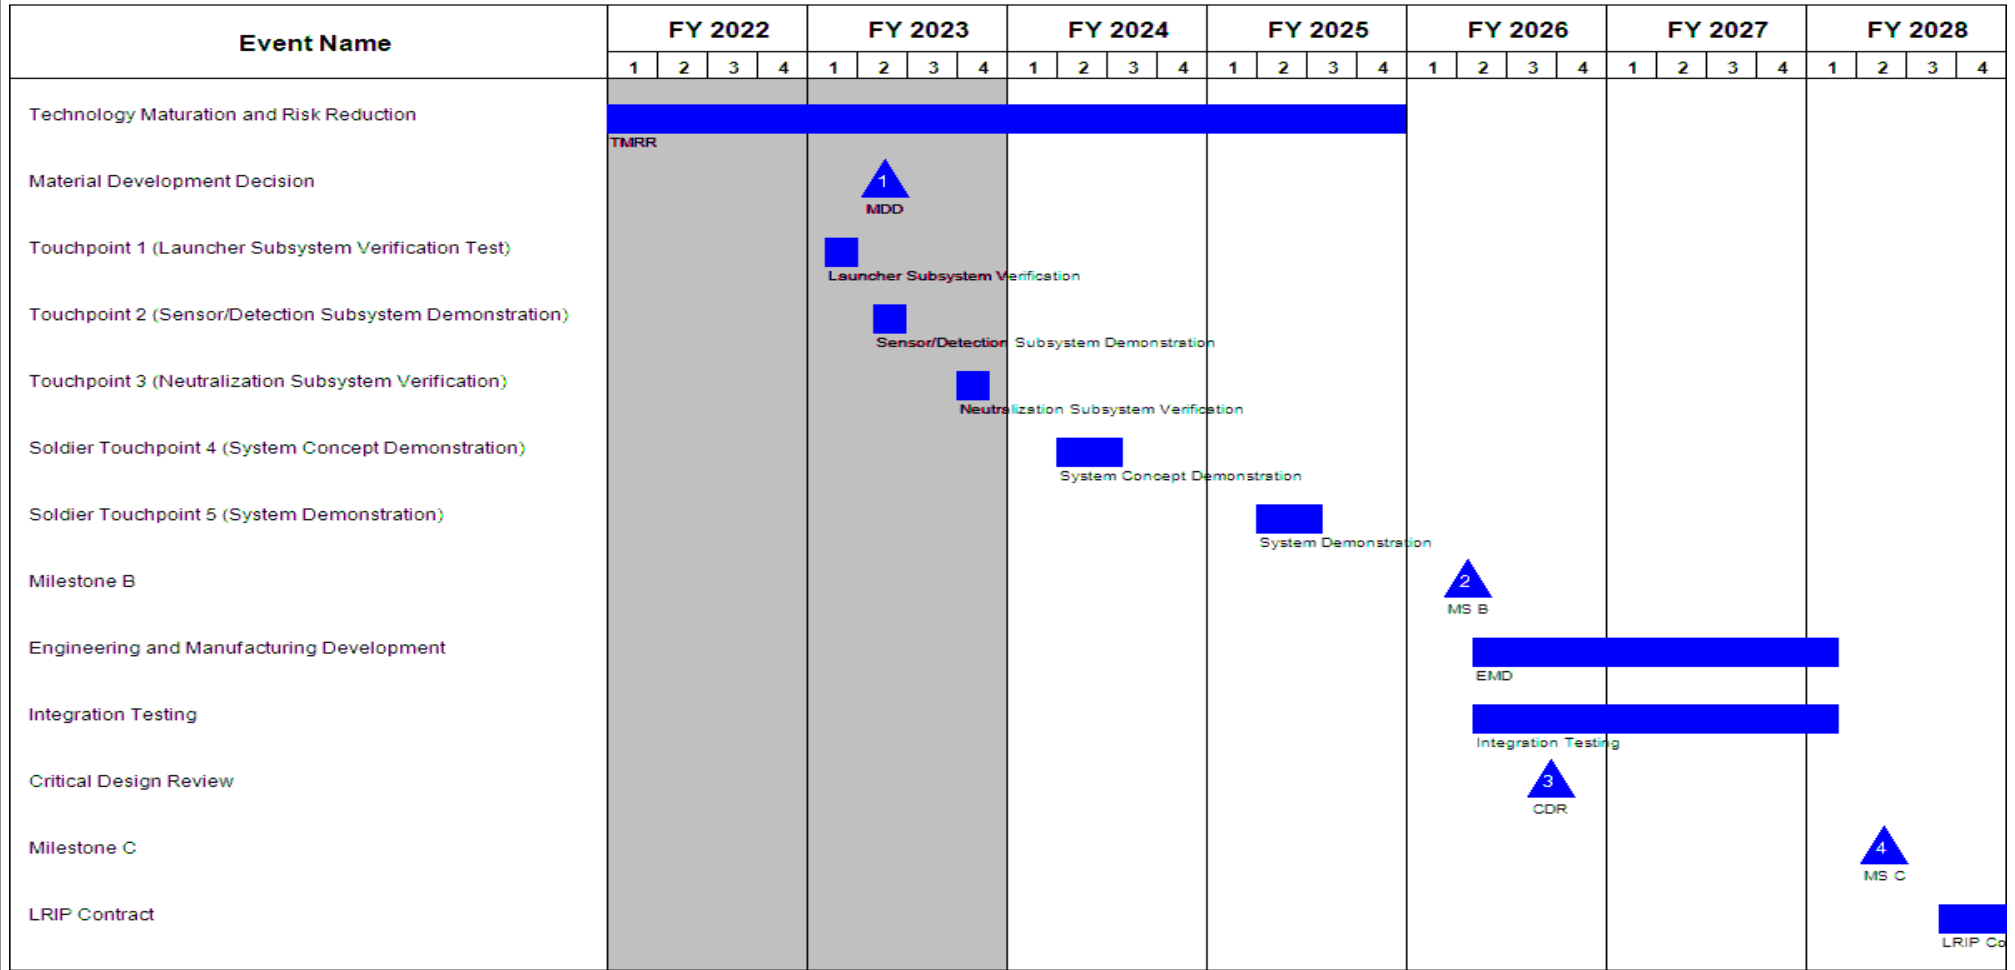 Event Name
FY 2022 FY 2023 FY 2024 FY 2025 FY 2026 FY 2027 FY 2028
1 2 3 4 1 2 3 4 1 2 3 4 1 2 3 4 1 2 3 4 1 2 3 4 1 2 3 4
Technology Maturation and Risk Reduction
TMRR
Material Development Decision
1
MDD
Touchpoint 1 (Launcher Subsystem Verification Test)
Launcher Subsystem Verification
Touchpoint 2 (Sensor/Detection Subsystem Demonstration)
Sensor/Detection Subsystem Demonstration
Touchpoint 3 (Neutralization Subsystem Verification)
Neutralization Subsystem Verification
Soldier Touchpoint 4 (System Concept Demonstration)
System Concept Demonstration
Soldier Touchpoint 5 (System Demonstration)
System Demonstration
Milestone B
2
MS B
Engineering and Manufacturing Development
EMD
Integration Testing
Integration Testing
Critical Design Review
3
CDR
Milestone C
4
MS C
LRIP Contract
LRIP Co